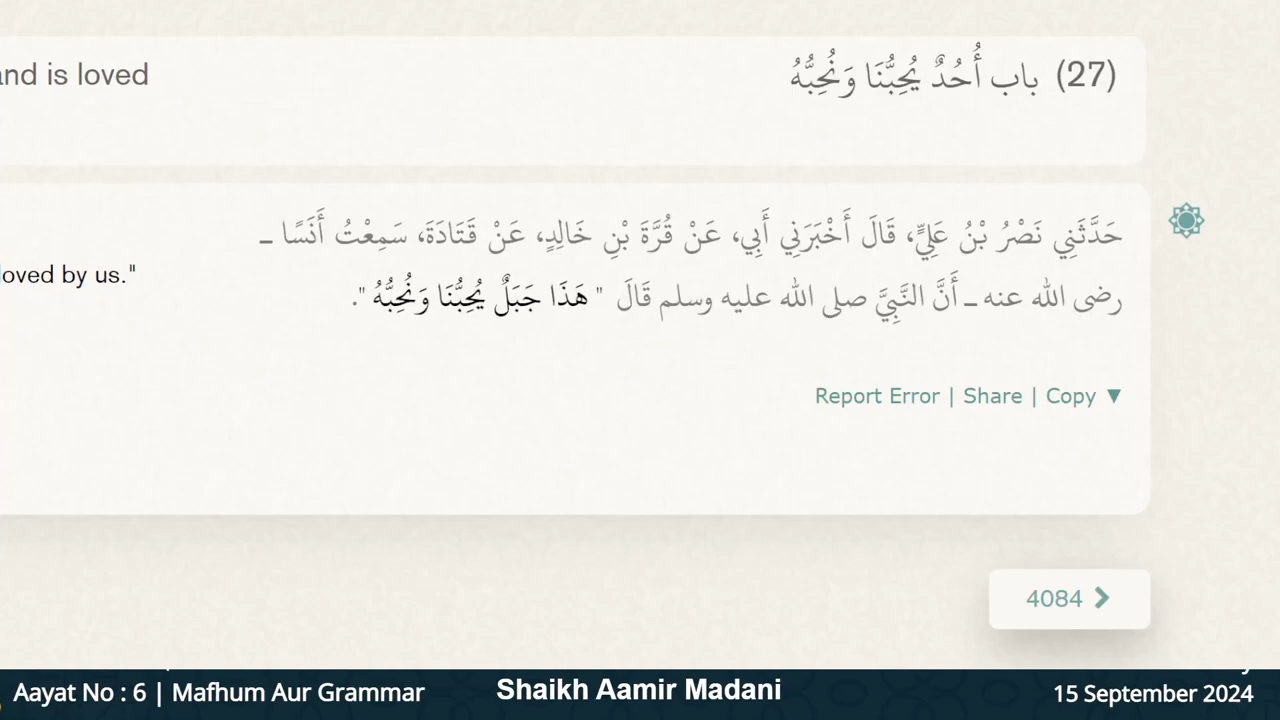 and is loved
(27) باب أُحُدٌ يُحِبُّنَا وَنُحِبُّهُ
حَدَّثَنِي نَصْرُ بْنُ عَلِيٍّ، قَالَ أَخْبَرَنِي أَبِي، عَنْ قُرَّةَ بْنِ خَالِدٍ، عَنْ قَتَادَةَ، سَمِعْتُ أَنَسًا ـ
loved by us."
رضى الله عنه ـ أَنَّ النَّبِيَّ صلى الله عليه وسلم قَالَ " هَذَا جَبَلٌ يُحِبُّنَا وَنُحِبُّهُ ".
Report Error | Share | Copy ▼
4084
Aayat No : 6 | Mafhum Aur Grammar
Shaikh Aamir Madani
15 September 2024